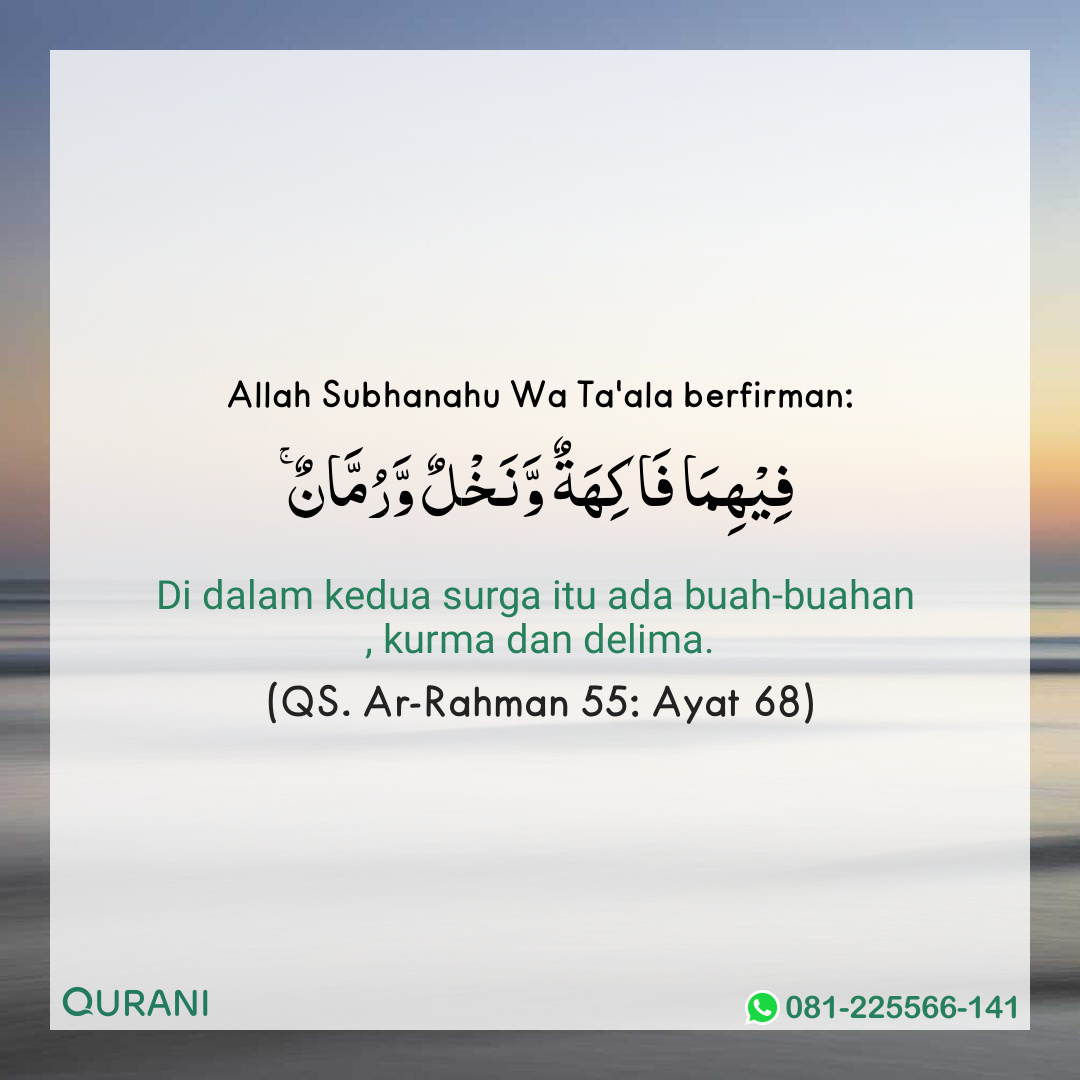 Allah Subhanahu Wa Ta'ala berfirman:
فِيْهِمَا فَاكِهَةٌ وَّنَخْلٌ وَّرُمَّانٌۚ
Di dalam kedua surga itu ada buah-buahan
, kurma dan delima.
(QS. Ar-Rahman 55: Ayat 68)
QURANI
081-225566-141